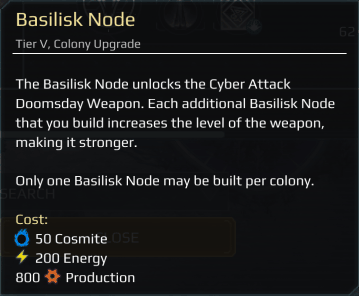 Basilisk Node
Tier V, Colony Upgrade
The Basilisk Node unlocks the Cyber Attack
Doomsday Weapon. Each additional Basilisk Node
that you build increases the level of the weapon,
making it stronger.
Only one Basilisk Node may be built per colony.
Cost:
50 Cosmite
200 Energy
800 Production